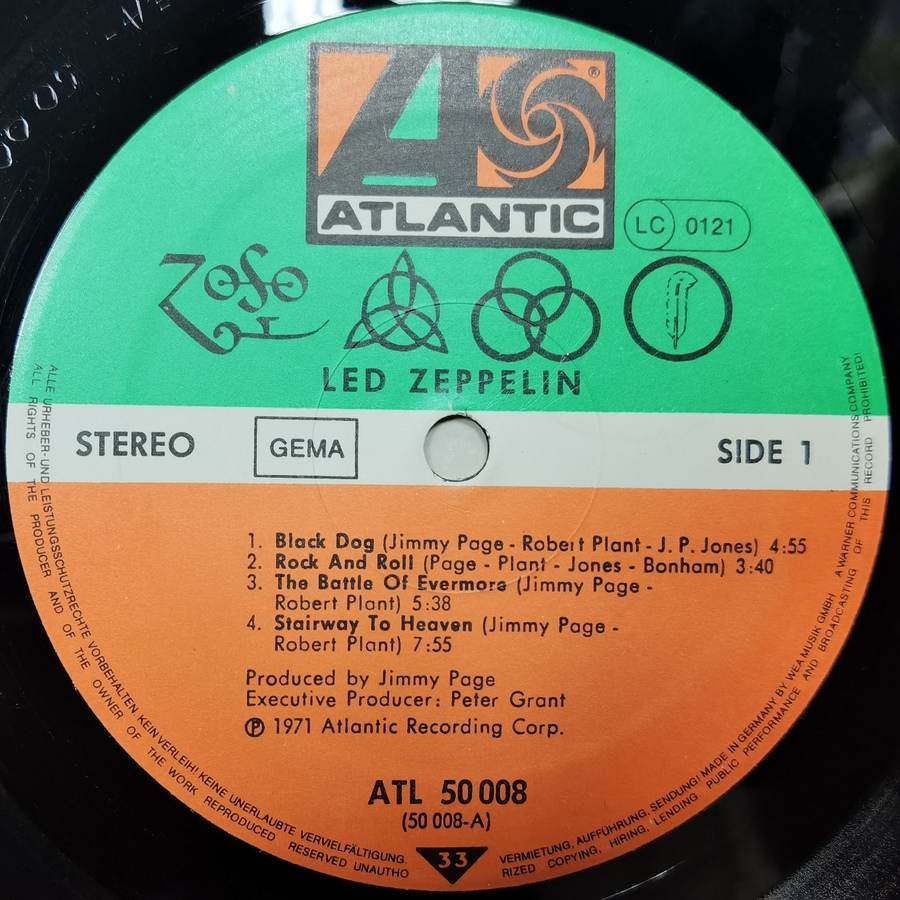 ATLANTIC
®
LC 0121
ZOSO
LED ZEPPELIN
STEREO
GEMA
SIDE 1
1. Black Dog (Jimmy Page - Robert Plant - J. P. Jones) 4:55
2. Rock And Roll (Page - Plant - Jones - Bonham) 3:40
3. The Battle Of Evermore (Jimmy Page -
Robert Plant) 5:38
4. Stairway To Heaven (Jimmy Page -
Robert Plant) 7:55
Produced by Jimmy Page
Executive Producer: Peter Grant
℗ 1971 Atlantic Recording Corp.
ATL 50 008
(50 008-A)
33
ALLE URHEBER- UND LEISTUNGSSCHUTZRECHTE VORBEHALTEN. KEIN VERLEIH! KEINE UNERLAUBTE VERVIELFÄLTIGUNG.
VERMIETUNG, AUFFÜHRUNG, SENDUNG! MADE IN GERMANY BY WEA MUSIK GMBH A WARNER COMMUNICATIONS COMPANY
ALL RIGHTS OF THE PRODUCER AND OF THE OWNER OF THE WORK REPRODUCED RESERVED UNAUTHO
RIZED COPYING, HIRING, LENDING PUBLIC PERFORMANCE AND BROADCASTING OF THIS RECORD PROHIBITED!